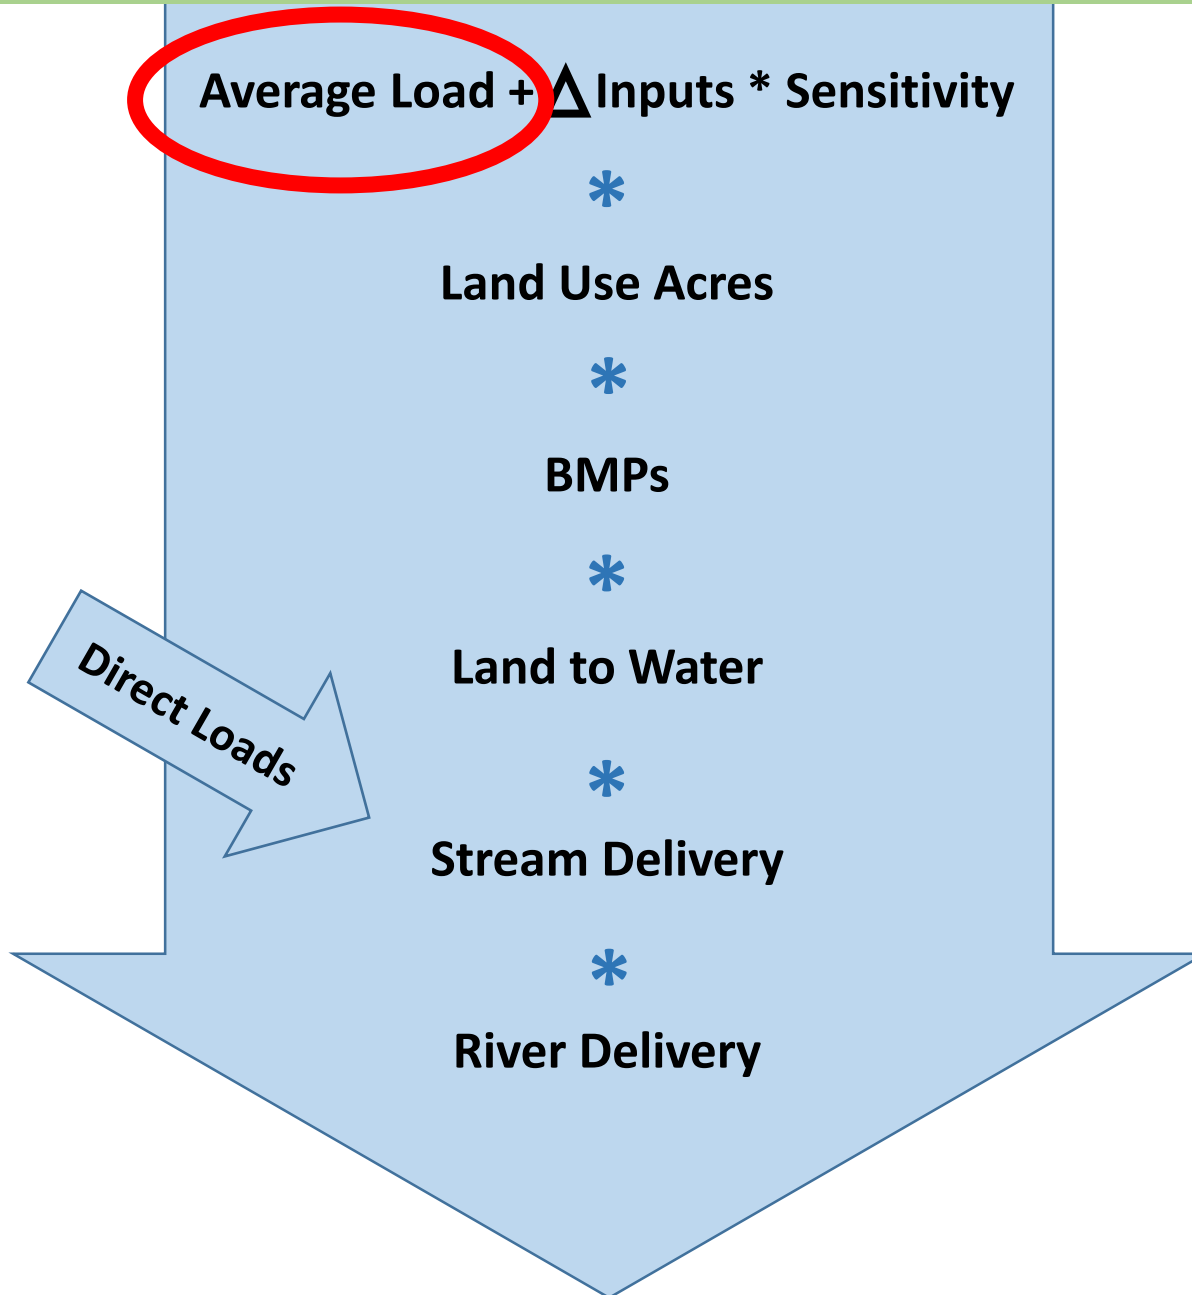 Average Load + Δ Inputs * Sensitivity
*
Land Use Acres
*
BMPs
*
Land to Water
Direct Loads
*
Stream Delivery
*
River Delivery